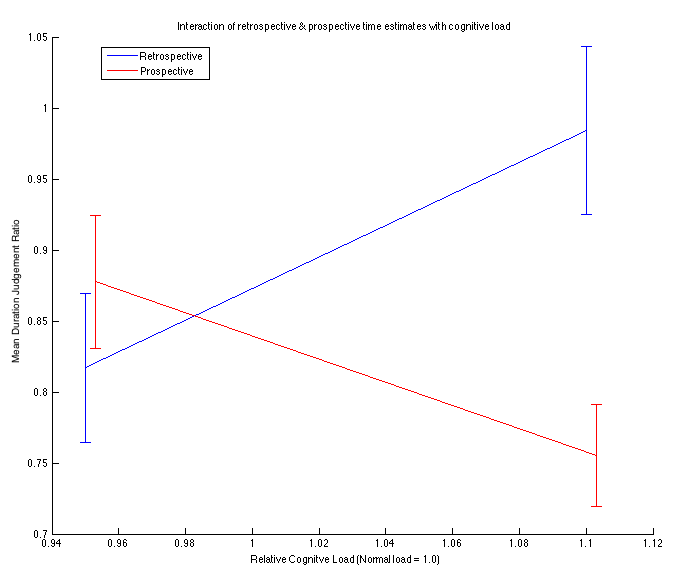 Interaction of retrospective & prospective time estimates with cognitive load
1.05
Retrospective
Prospective
1
0.95
0.9
0.85
0.8
0.75
0.7
Mean Duration Judgement Ratio
0.94 0.96 0.98 1 1.02 1.04 1.06 1.08 1.1 1.12
Relative Cognitve Load (Normal load = 1.0)